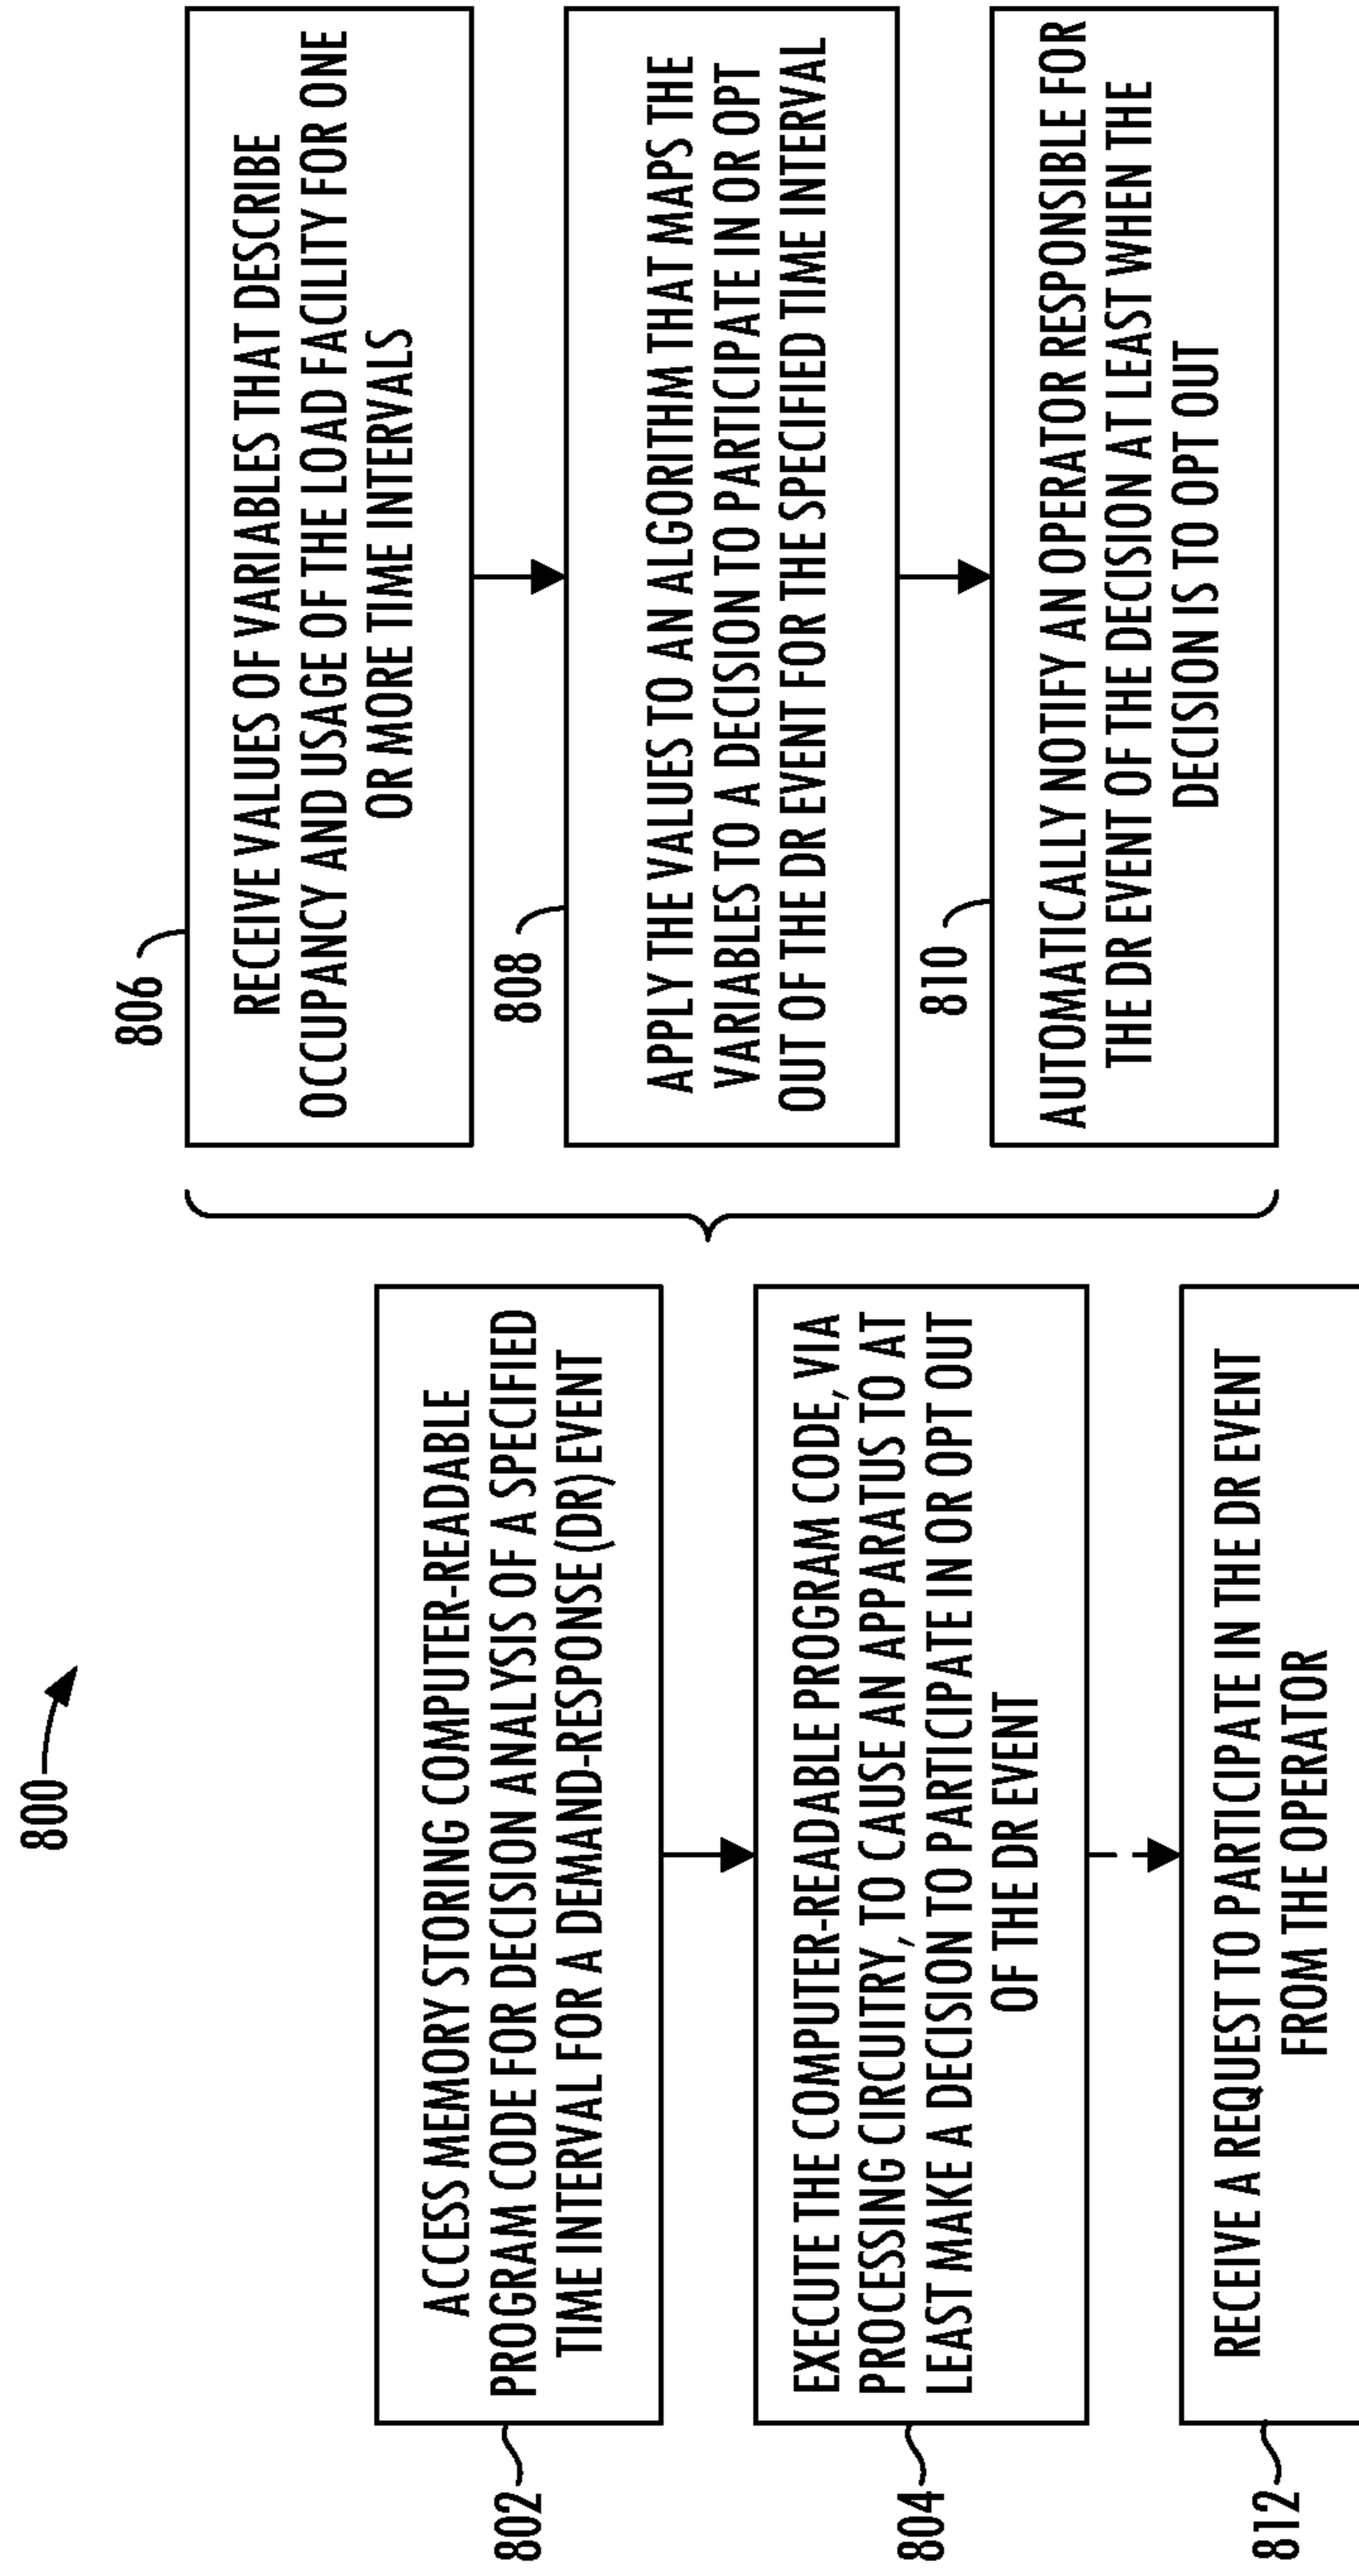 800
802
ACCESS MEMORY STORING COMPUTER-READABLE
PROGRAM CODE FOR DECISION ANALYSIS OF A SPECIFIED
TIME INTERVAL FOR A DEMAND-RESPONSE (DR) EVENT
804
EXECUTE THE COMPUTER-READABLE PROGRAM CODE, VIA
PROCESSING CIRCUITRY, TO CAUSE AN APPARATUS TO AT
LEAST MAKE A DECISION TO PARTICIPATE IN OR OPT OUT
OF THE DR EVENT
812
RECEIVE A REQUEST TO PARTICIPATE IN THE DR EVENT
FROM THE OPERATOR
806
RECEIVE VALUES OF VARIABLES THAT DESCRIBE
OCCUPANCY AND USAGE OF THE LOAD FACILITY FOR ONE
OR MORE TIME INTERVALS
808
APPLY THE VALUES TO AN ALGORITHM THAT MAPS THE
VARIABLES TO A DECISION TO PARTICIPATE IN OR OPT
OUT OF THE DR EVENT FOR THE SPECIFIED TIME INTERVAL
810
AUTOMATICALLY NOTIFY AN OPERATOR RESPONSIBLE FOR
THE DR EVENT OF THE DECISION AT LEAST WHEN THE
DECISION IS TO OPT OUT